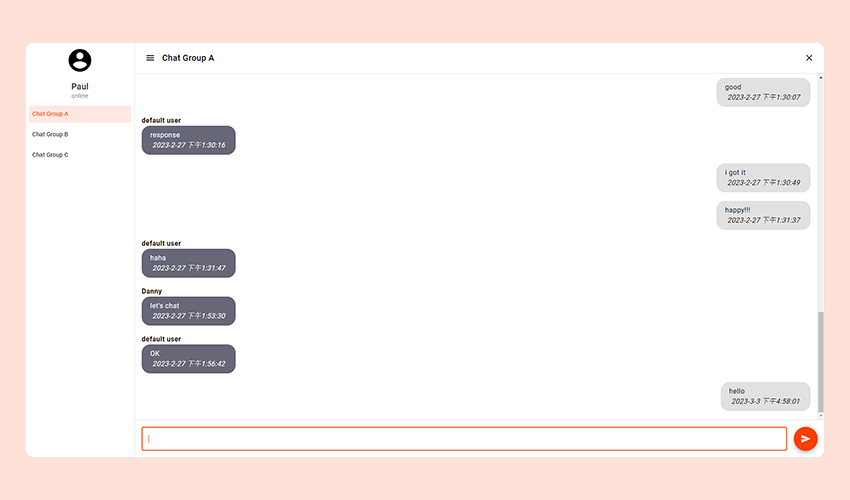 Paul
online
Chat Group A
Chat Group B
Chat Group C
Chat Group A
good
2023-2-27 下午1:30:07
default user
response
2023-2-27 下午1:30:16
i got it
2023-2-27 下午1:30:49
happy!!!
2023-2-27 下午1:31:37
default user
haha
2023-2-27 下午1:31:47
Danny
let's chat
2023-2-27 下午1:53:30
default user
OK
2023-2-27 下午1:56:42
hello
2023-3-3 下午4:58:01